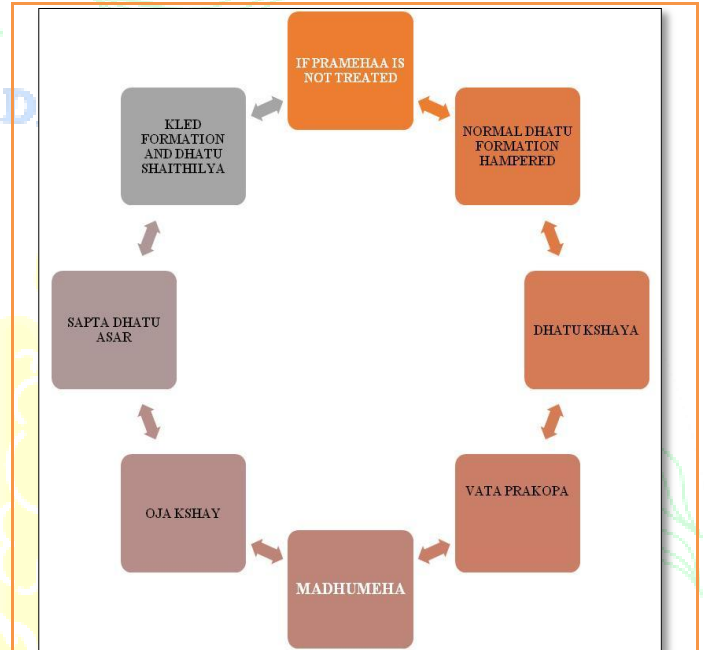 IF PRAMEHAA IS
NOT TREATED
NORMAL DHATU
FORMATION
HAMPERED
DHATU KSHAYA
VATA PRAKOPA
MADHUMEHA
OJA KSHAY
SAPTA DHATU
ASAR
KLED
FORMATION
AND DHATU
SHAITHILYA